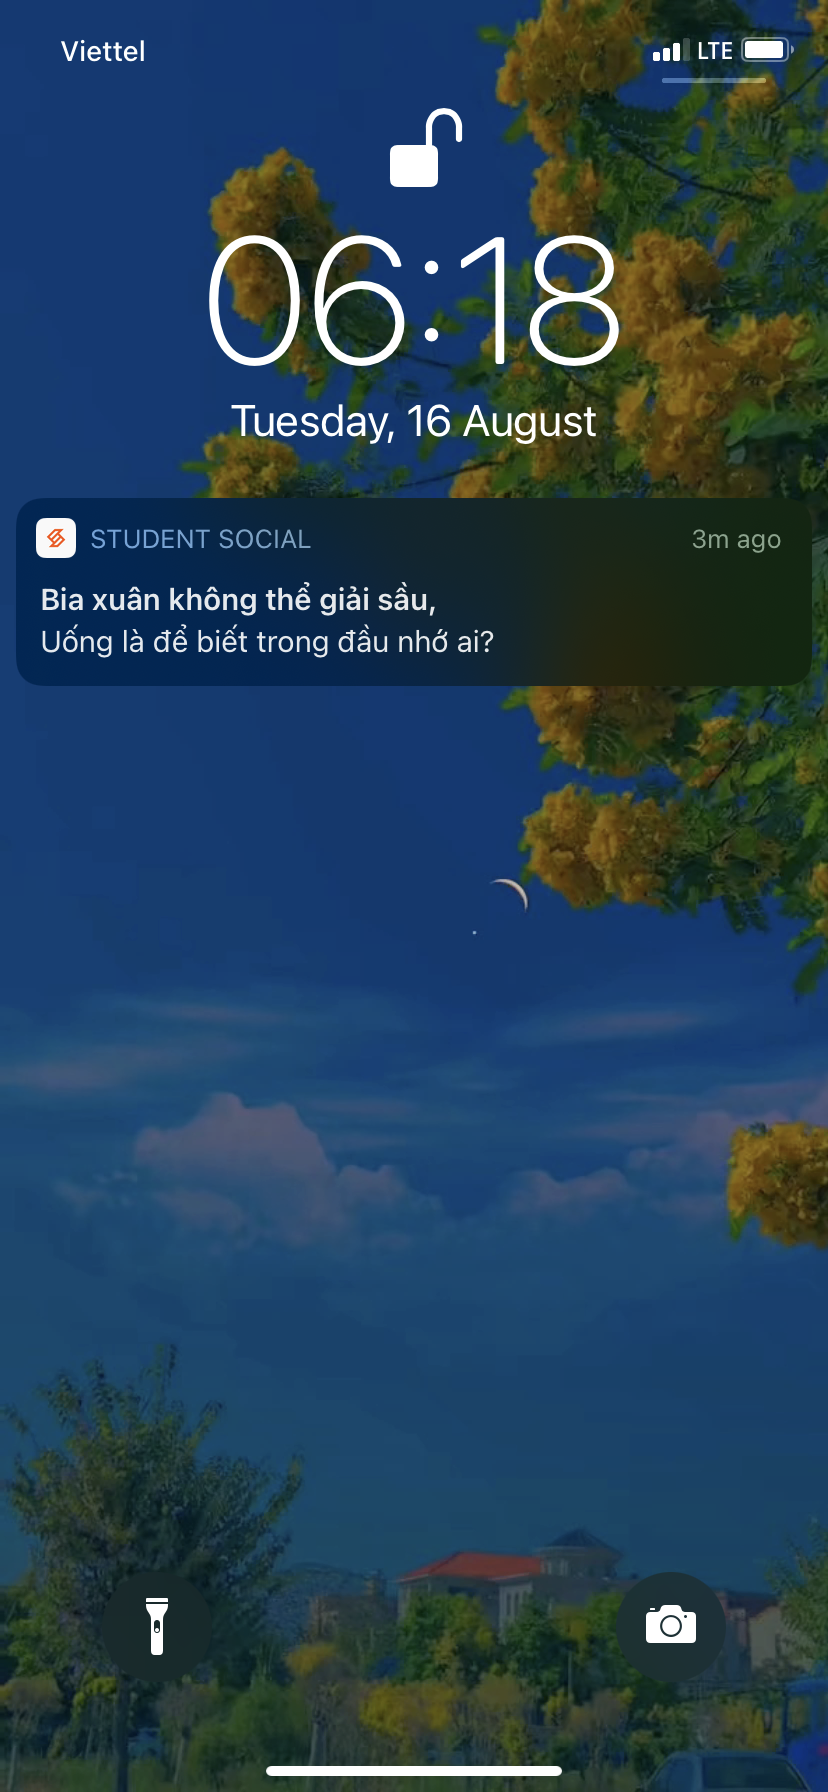 Viettel
LTE
06:18
Tuesday, 16 August
STUDENT SOCIAL
3m ago
Bia xuân không thể giải sầu,
Uống là để biết trong đầu nhớ ai?